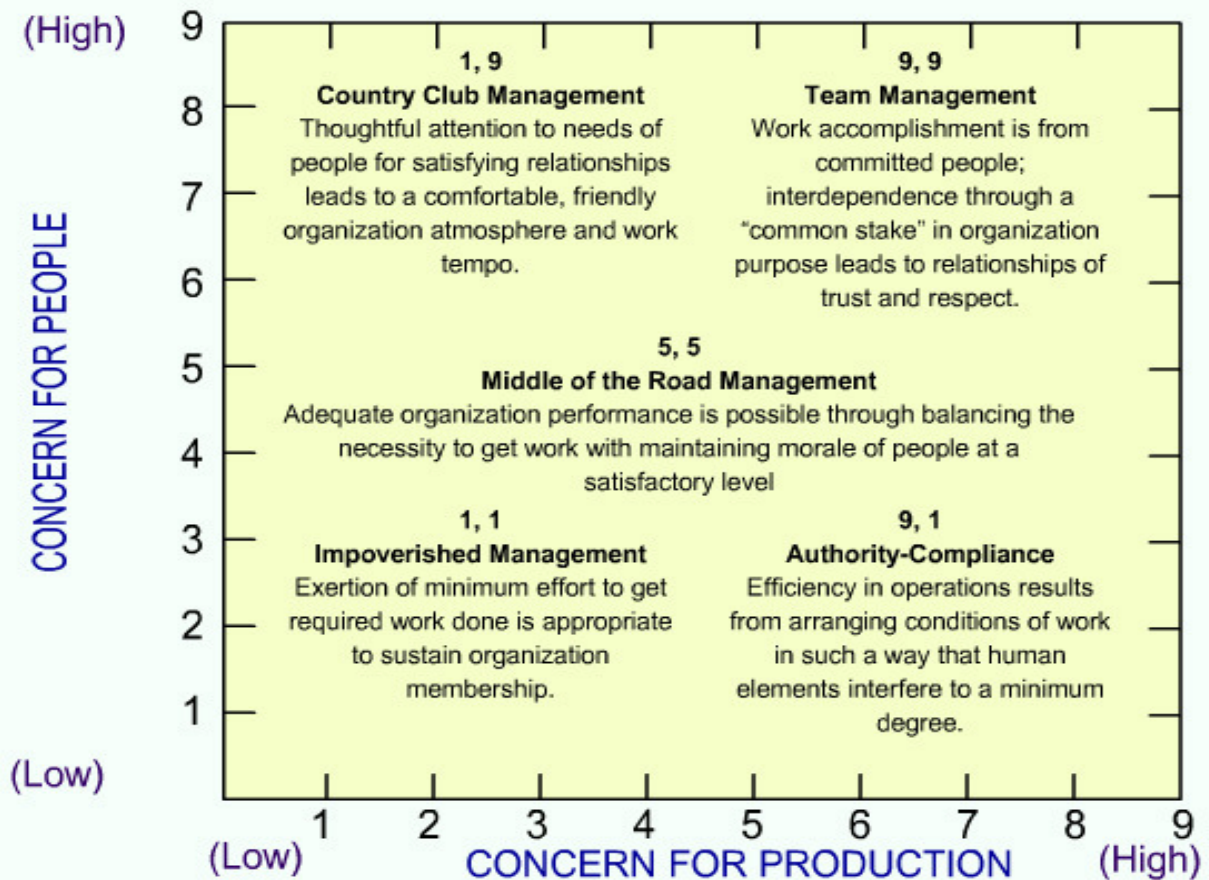 (High)
CONCERN FOR PEOPLE
(Low)
9
8
7
6
5
4
3
2
1
1, 9
Country Club Management
Thoughtful attention to needs of
people for satisfying relationships
leads to a comfortable, friendly
organization atmosphere and work
tempo.
9, 9
Team Management
Work accomplishment is from
committed people;
interdependence through a
“common stake” in organization
purpose leads to relationships of
trust and respect.
5, 5
Middle of the Road Management
Adequate organization performance is possible through balancing the
necessity to get work with maintaining morale of people at a
satisfactory level
1, 1
Impoverished Management
Exertion of minimum effort to get
required work done is appropriate
to sustain organization
membership.
9, 1
Authority-Compliance
Efficiency in operations results
from arranging conditions of work
in such a way that human
elements interfere to a minimum
degree.
1 2 3 4 5 6 7 8 9
(Low) CONCERN FOR PRODUCTION (High)